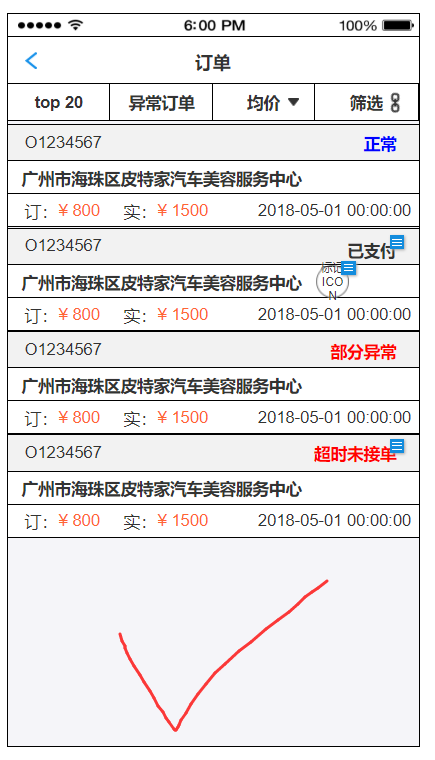 6:00 PM 100%
订单
top 20 异常订单 均价 筛选
O1234567 正常
广州市海珠区皮特家汽车美容服务中心
订：￥800 实：￥1500 2018-05-01 00:00:00
O1234567 已支付
广州市海珠区皮特家汽车美容服务中心 标记
ICO
N
订：￥800 实：￥1500 2018-05-01 00:00:00
O1234567 部分异常
广州市海珠区皮特家汽车美容服务中心
订：￥800 实：￥1500 2018-05-01 00:00:00
O1234567 超时未接单
广州市海珠区皮特家汽车美容服务中心
订：￥800 实：￥1500 2018-05-01 00:00:00